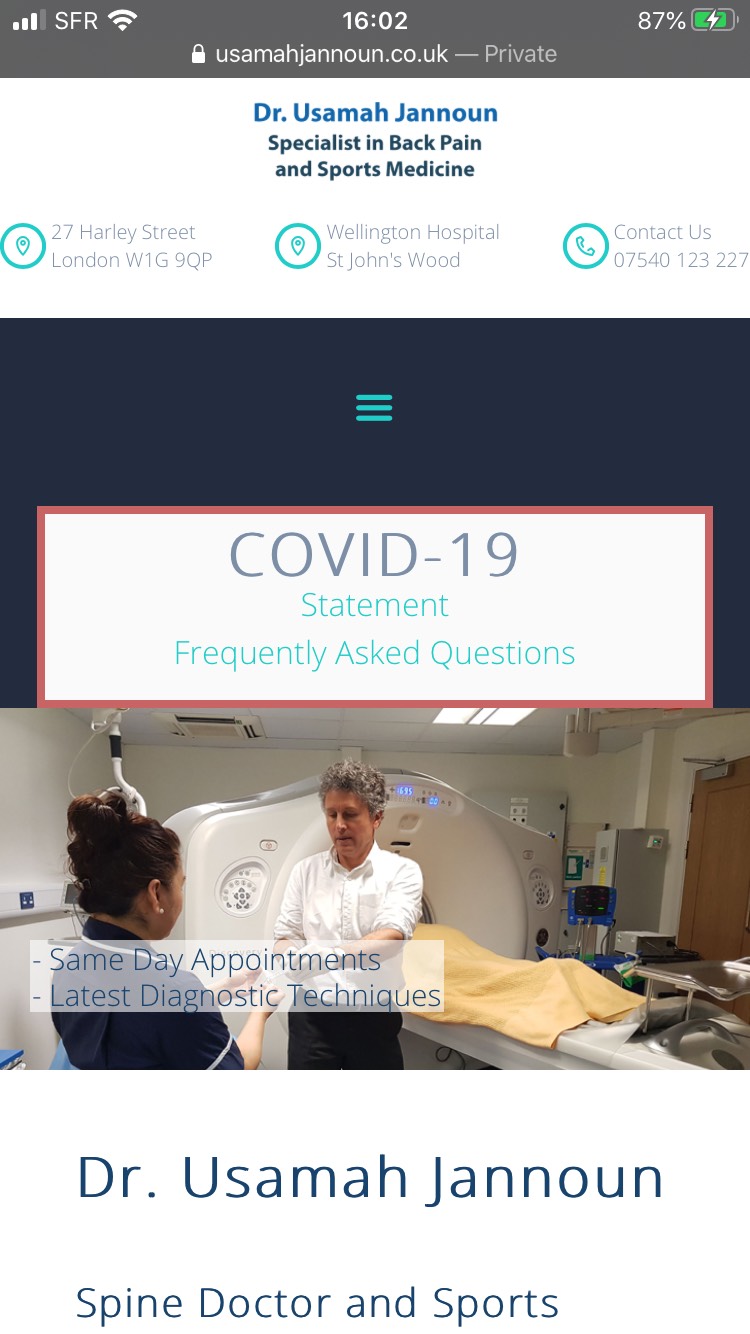 SFR 16:02 87%
usamahjannoun.co.uk — Private
Dr. Usamah Jannoun
Specialist in Back Pain
and Sports Medicine
27 Harley Street
London W1G 9QP
Wellington Hospital
St John's Wood
Contact Us
07540 123 227
COVID-19
Statement
Frequently Asked Questions
- Same Day Appointments
- Latest Diagnostic Techniques
Dr. Usamah Jannoun
Spine Doctor and Sports